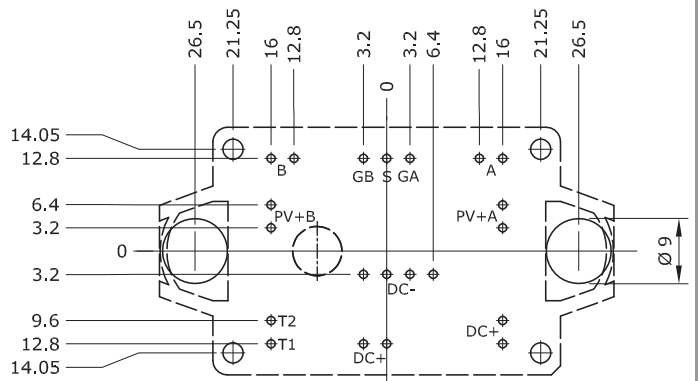 26.5 21.25 16 12.8 3.2 0 3.2 6.4 12.8 16 21.25 26.5
14.05
12.8
B GB S GA A
6.4
PV+B PV+A
3.2
0
Ø 9
3.2
DC-
9.6 T2
DC+
12.8 T1
DC+
14.05